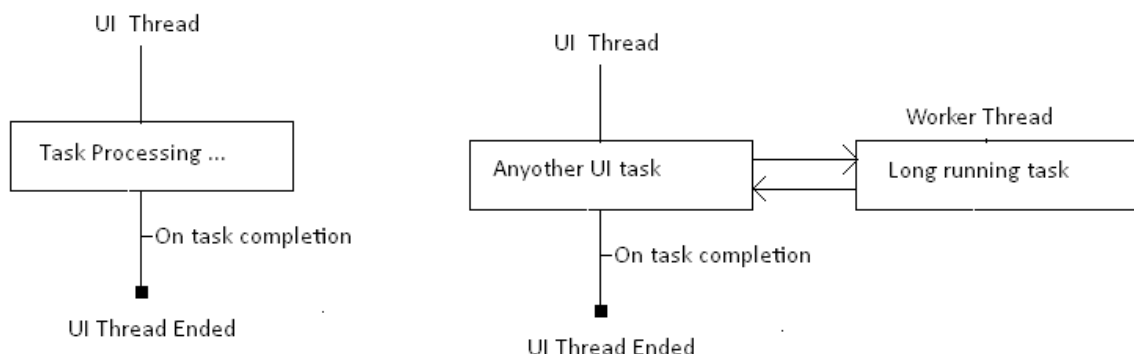 UI Thread
Task Processing ...
On task completion
UI Thread Ended
UI Thread
Worker Thread
Anyother UI task
Long running task
On task completion
UI Thread Ended